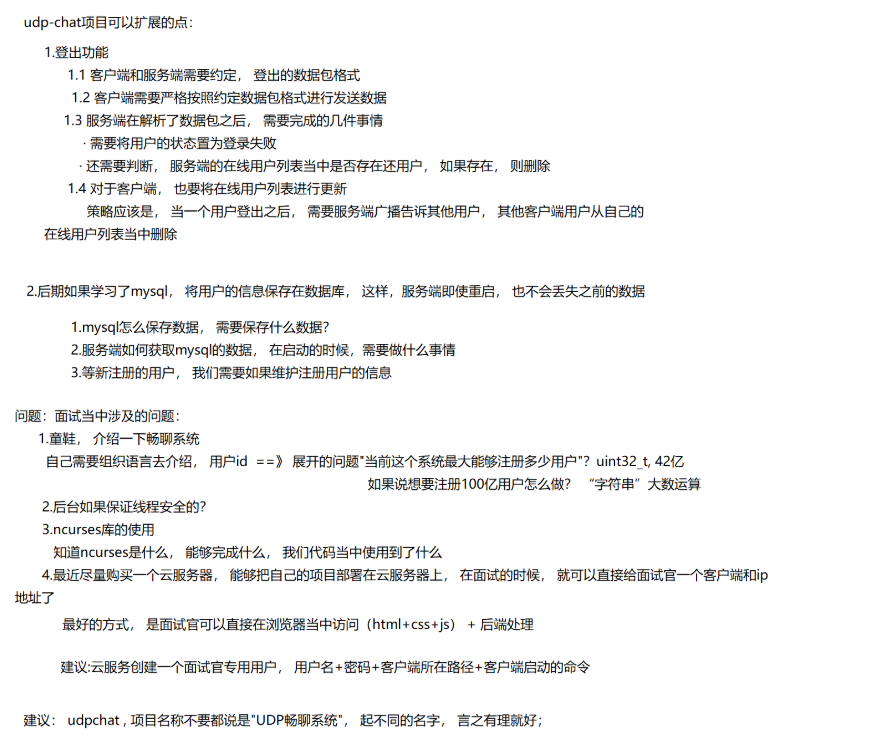 udp-chat项目可以扩展的点：
1.登出功能
1.1 客户端和服务端需要约定， 登出的数据包格式
1.2 客户端需要严格按照约定数据包格式进行发送数据
1.3 服务端在解析了数据包之后， 需要完成的几件事情
· 需要将用户的状态置为登录失败
· 还需要判断， 服务端的在线用户列表当中是否存在还用户， 如果存在， 则删除
1.4 对于客户端， 也要将在线用户列表进行更新
策略应该是， 当一个用户登出之后， 需要服务端广播告诉其他用户， 其他客户端用户从自己的
在线用户列表当中删除
2.后期如果学习了mysql， 将用户的信息保存在数据库， 这样，服务端即使重启， 也不会丢失之前的数据
1.mysql怎么保存数据， 需要保存什么数据？
2.服务端如何获取mysql的数据， 在启动的时候，需要做什么事情
3.等新注册的用户， 我们需要如果维护注册用户的信息
问题：面试当中涉及的问题：
1.童鞋， 介绍一下畅聊系统
自己需要组织语言去介绍， 用户id ==》 展开的问题"当前这个系统最大能够注册多少用户"？uint32_t, 42亿
如果说想要注册100亿用户怎么做？ “字符串”大数运算
2.后台如果保证线程安全的？
3.ncurses库的使用
知道ncurses是什么， 能够完成什么， 我们代码当中使用到了什么
4.最近尽量购买一个云服务器， 能够把自己的项目部署在云服务器上， 在面试的时候， 就可以直接给面试官一个客户端和ip
地址了
最好的方式， 是面试官可以直接在浏览器当中访问（html+css+js） + 后端处理
建议:云服务创建一个面试官专用用户， 用户名+密码+客户端所在路径+客户端启动的命令
建议： udpchat , 项目名称不要都说是"UDP畅聊系统"， 起不同的名字， 言之有理就好；